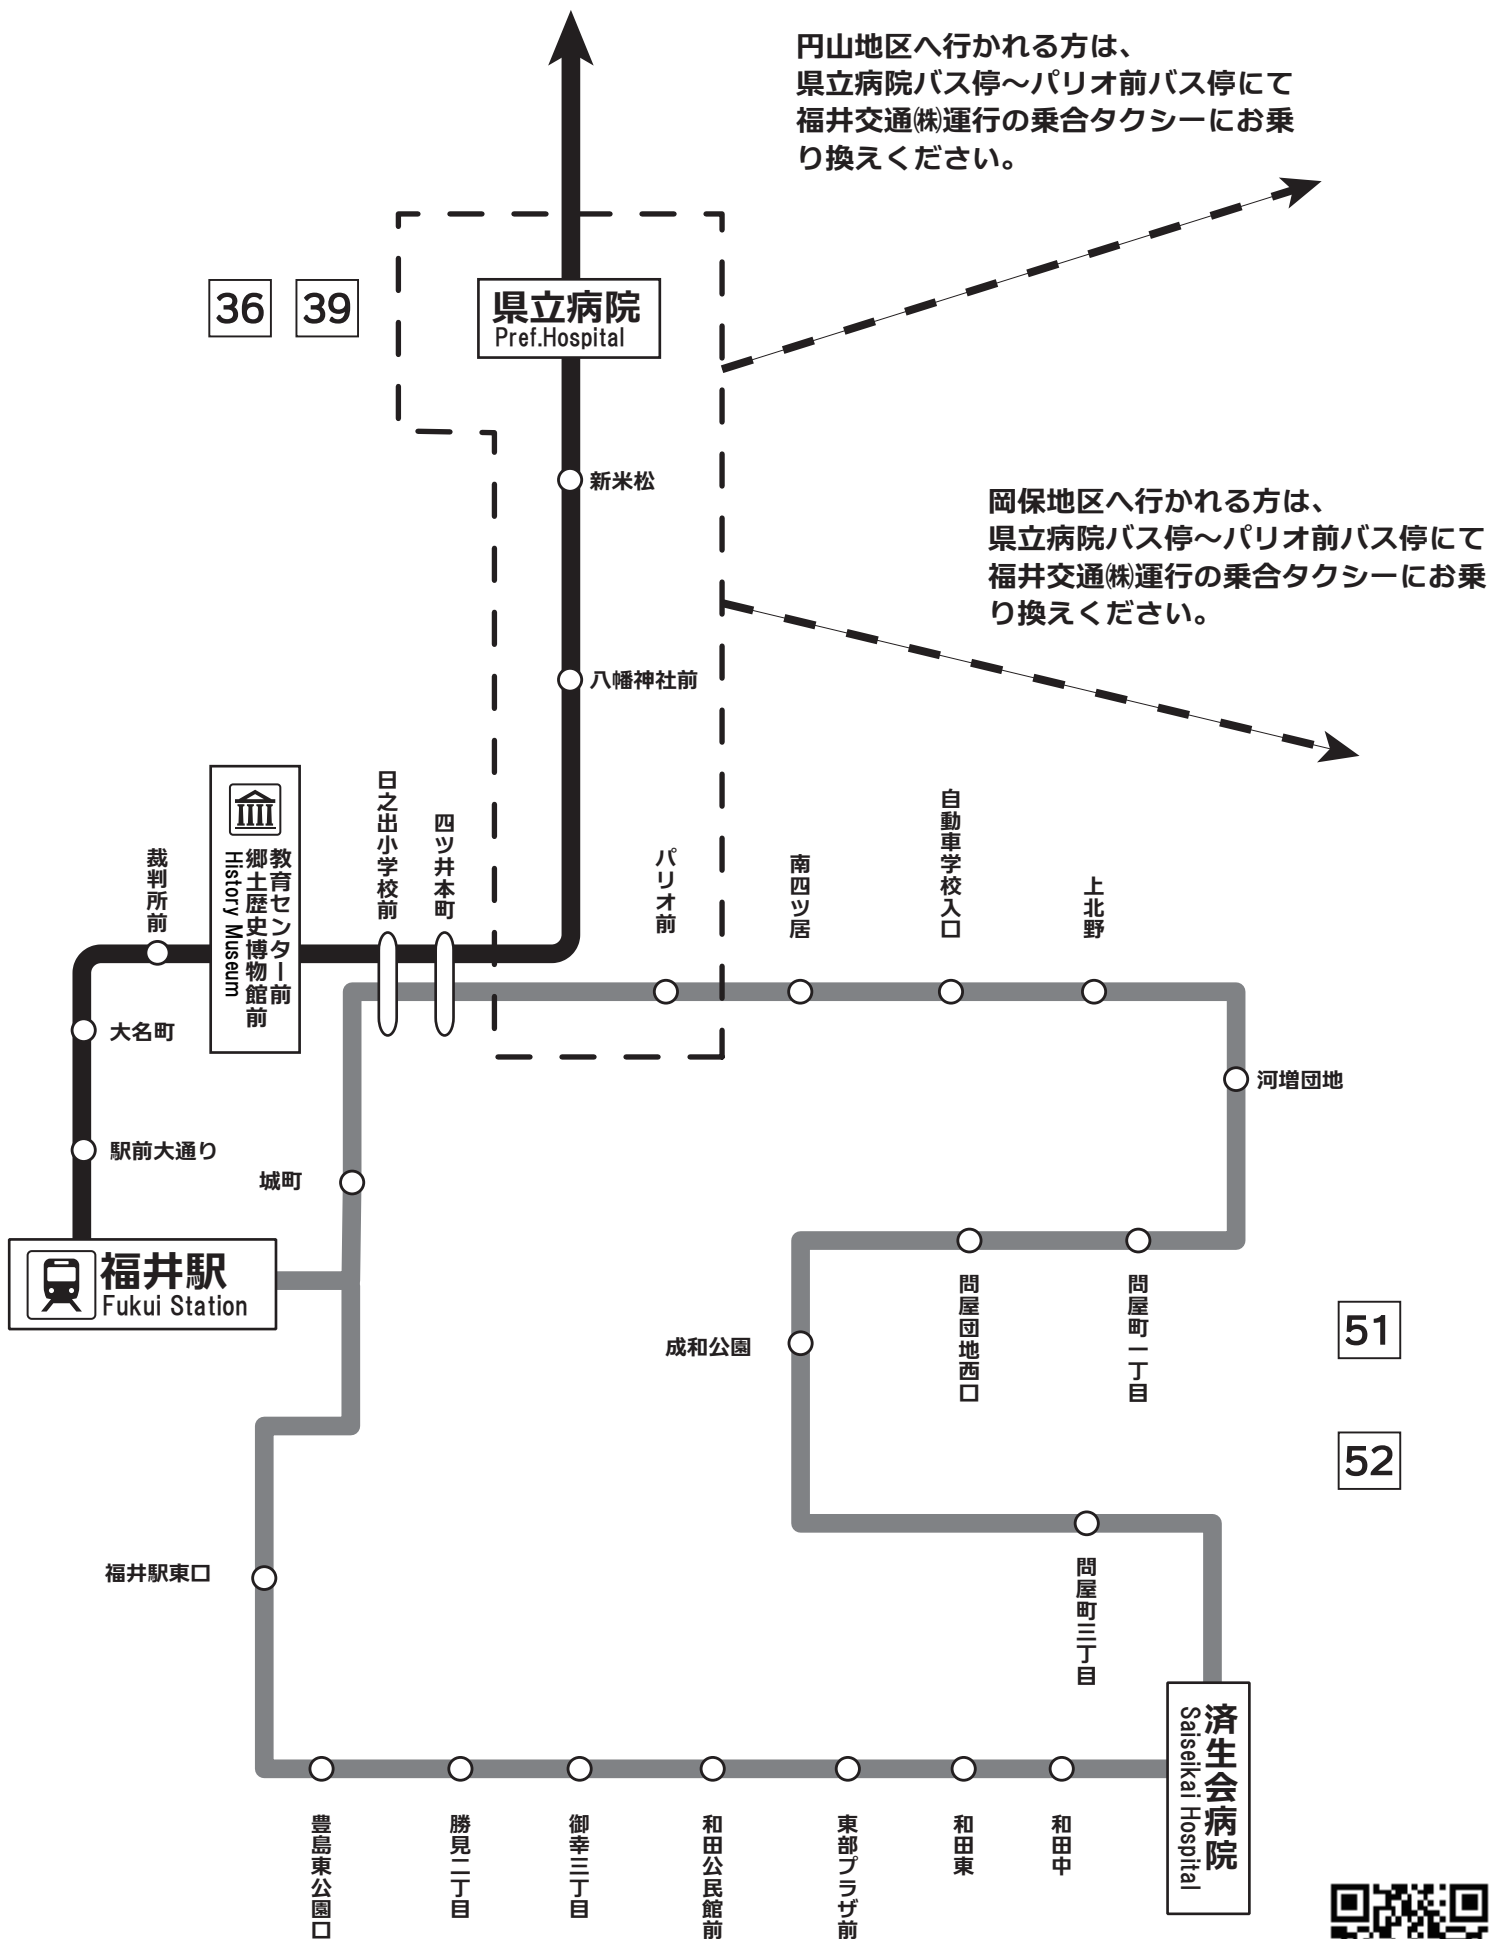 円山地区へ行かれる方は、
県立病院バス停～パリオ前バス停にて
福井交通㈱運行の乗合タクシーにお乗
り換えください。
36
39
県立病院
Pref.Hospital
新米松
岡保地区へ行かれる方は、
県立病院バス停～パリオ前バス停にて
福井交通㈱運行の乗合タクシーにお乗
り換えください。
八幡神社前
裁判所前
教育センター前
郷土歴史博物館前
History Museum
日之出小学校前
四ツ井本町
パリオ前
南四ツ居
自動車学校入口
上北野
大名町
河増団地
駅前大通り
城町
福井駅
Fukui Station
成和公園
問屋団地西口
問屋町一丁目
51
52
福井駅東口
問屋町三丁目
済生会病院
Saiseikai Hospital
豊島東公園口
勝見二丁目
御幸三丁目
和田公民館前
東部プラザ前
和田東
和田中